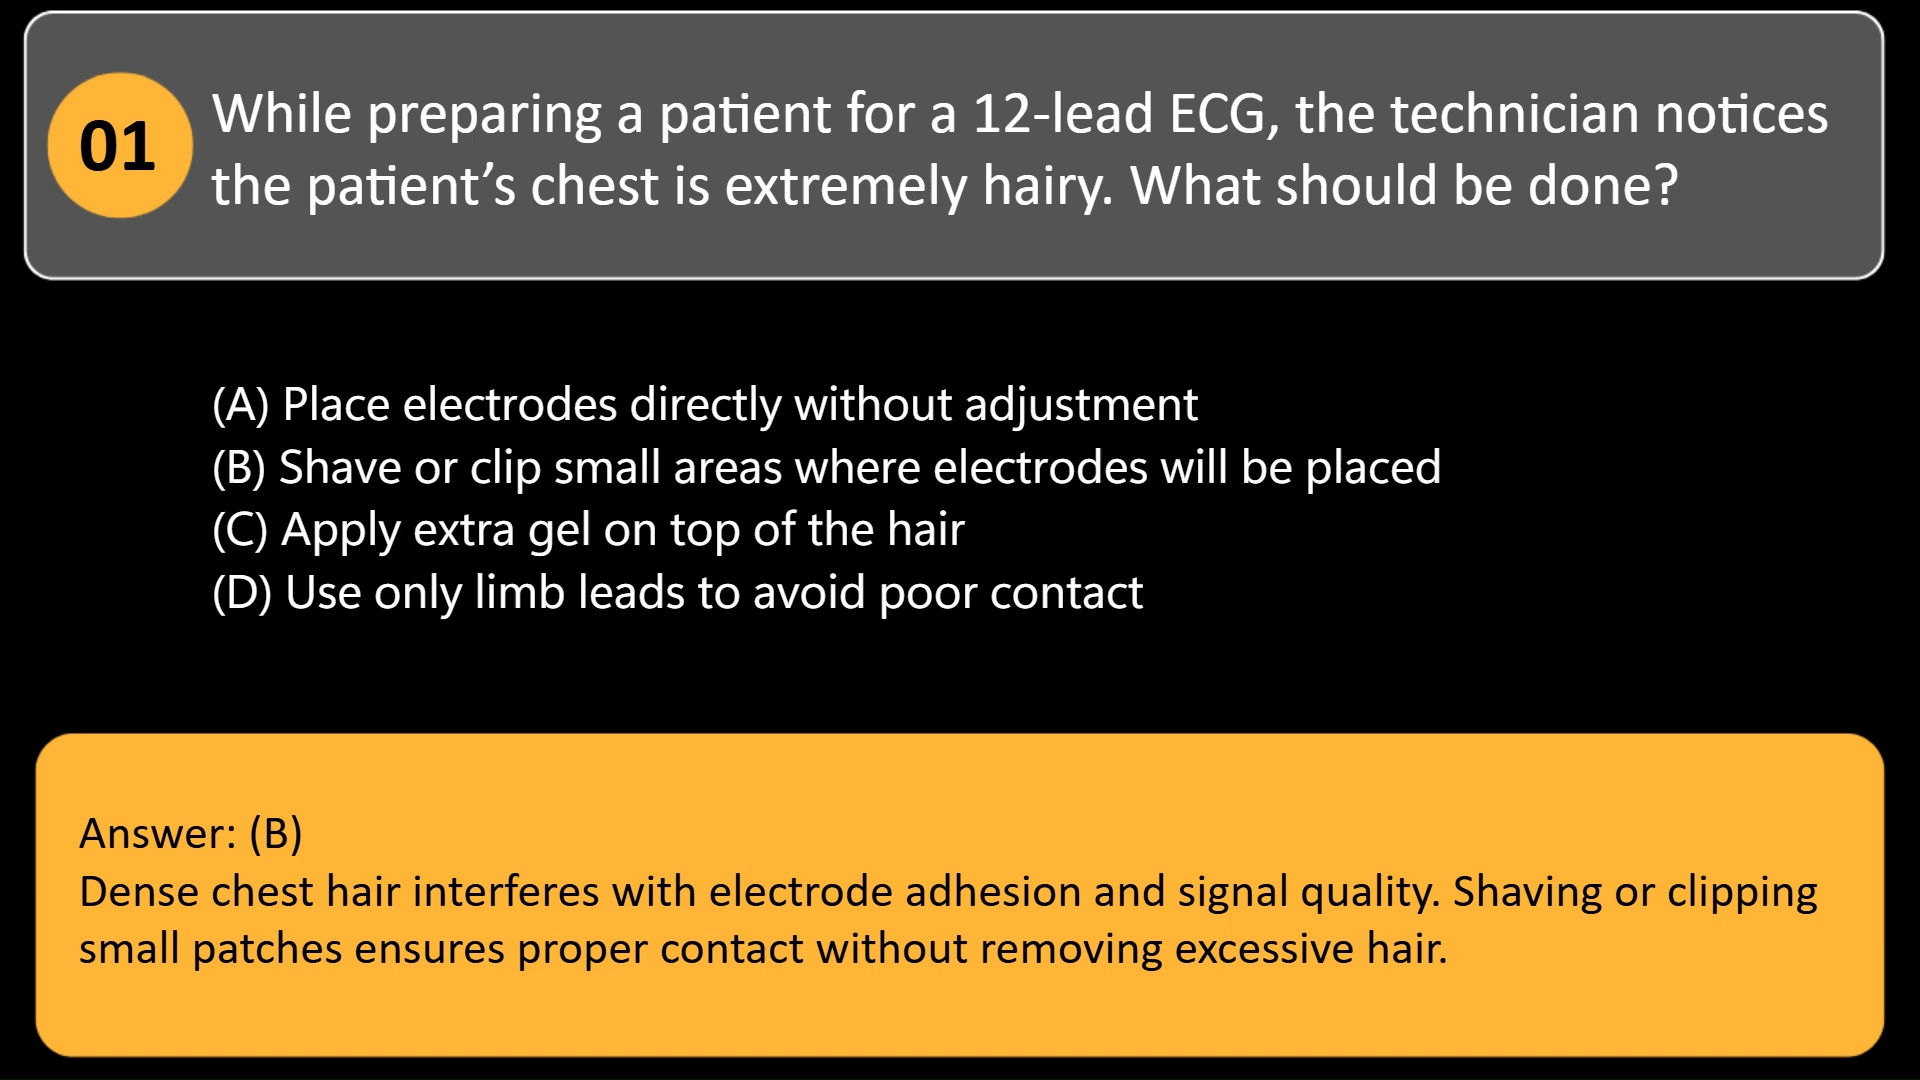 01
While preparing a patient for a 12-lead ECG, the technician notices
the patient’s chest is extremely hairy. What should be done?
(A) Place electrodes directly without adjustment
(B) Shave or clip small areas where electrodes will be placed
(C) Apply extra gel on top of the hair
(D) Use only limb leads to avoid poor contact
Answer: (B)
Dense chest hair interferes with electrode adhesion and signal quality. Shaving or clipping
small patches ensures proper contact without removing excessive hair.